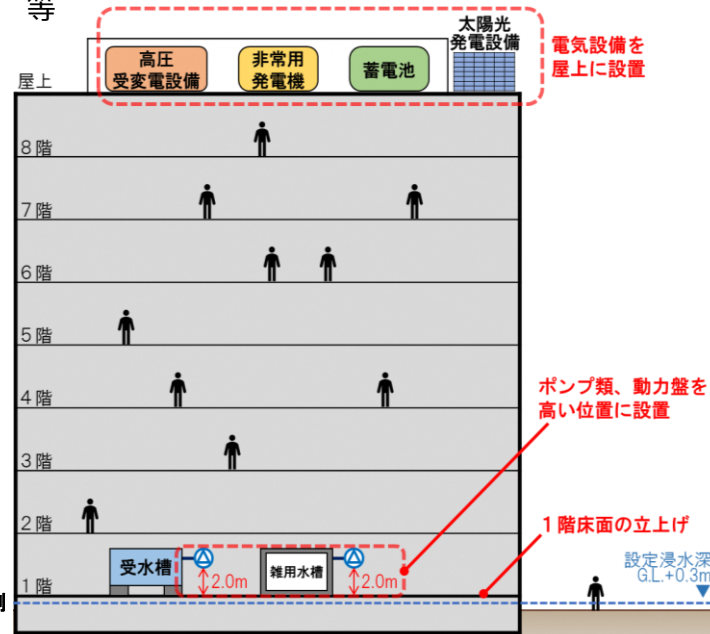 等
太陽光
発電設備
高圧
受変電設備
非常用
発電機
蓄電池
電気設備を
屋上に設置
屋上
8階
7階
6階
5階
4階
ポンプ類、動力盤を
高い位置に設置
3階
2階
1階床面の立上げ
受水槽
2.0m
雑用水槽
2.0m
設定浸水深
G.L.+0.3m
1階